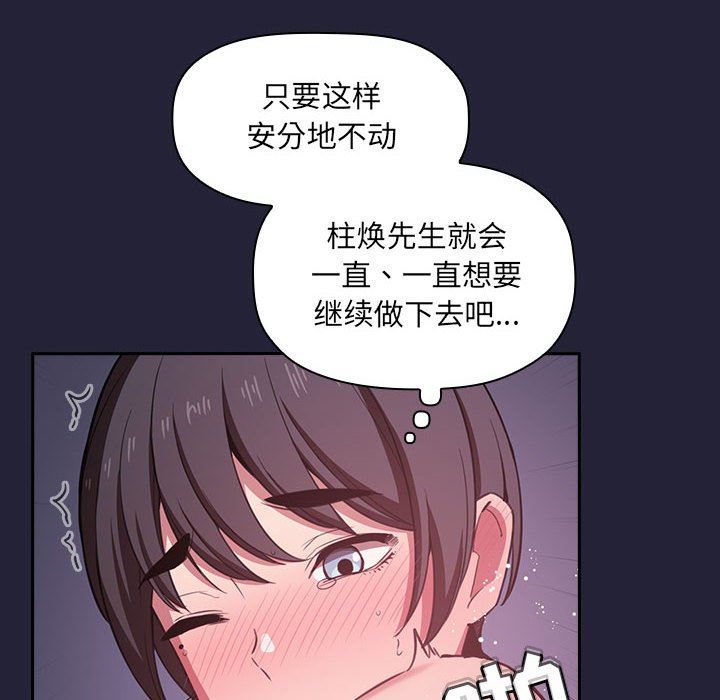 只要这样
安分地不动
柱焕先生就会
一直、一直想要
继续做下去吧...